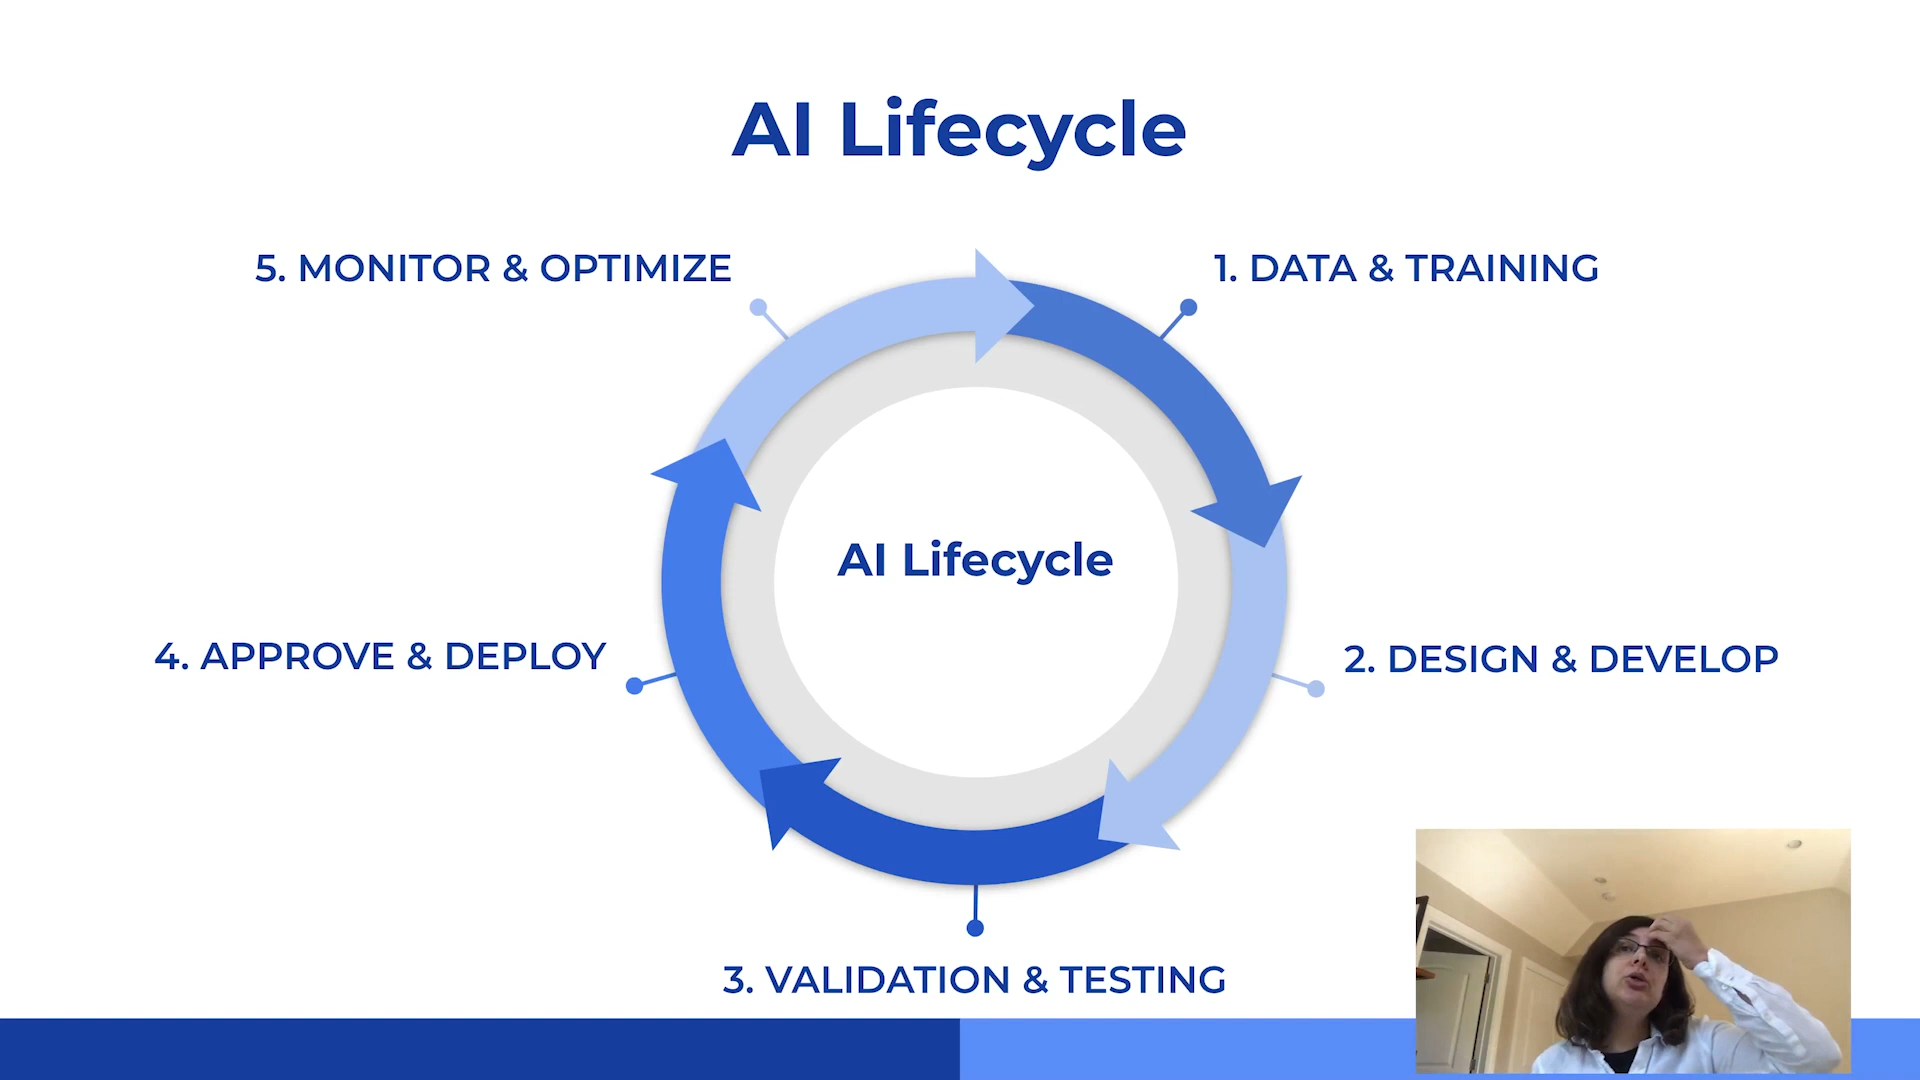 AI Lifecycle
5. MONITOR & OPTIMIZE
1. DATA & TRAINING
AI Lifecycle
4. APPROVE & DEPLOY
2. DESIGN & DEVELOP
3. VALIDATION & TESTING